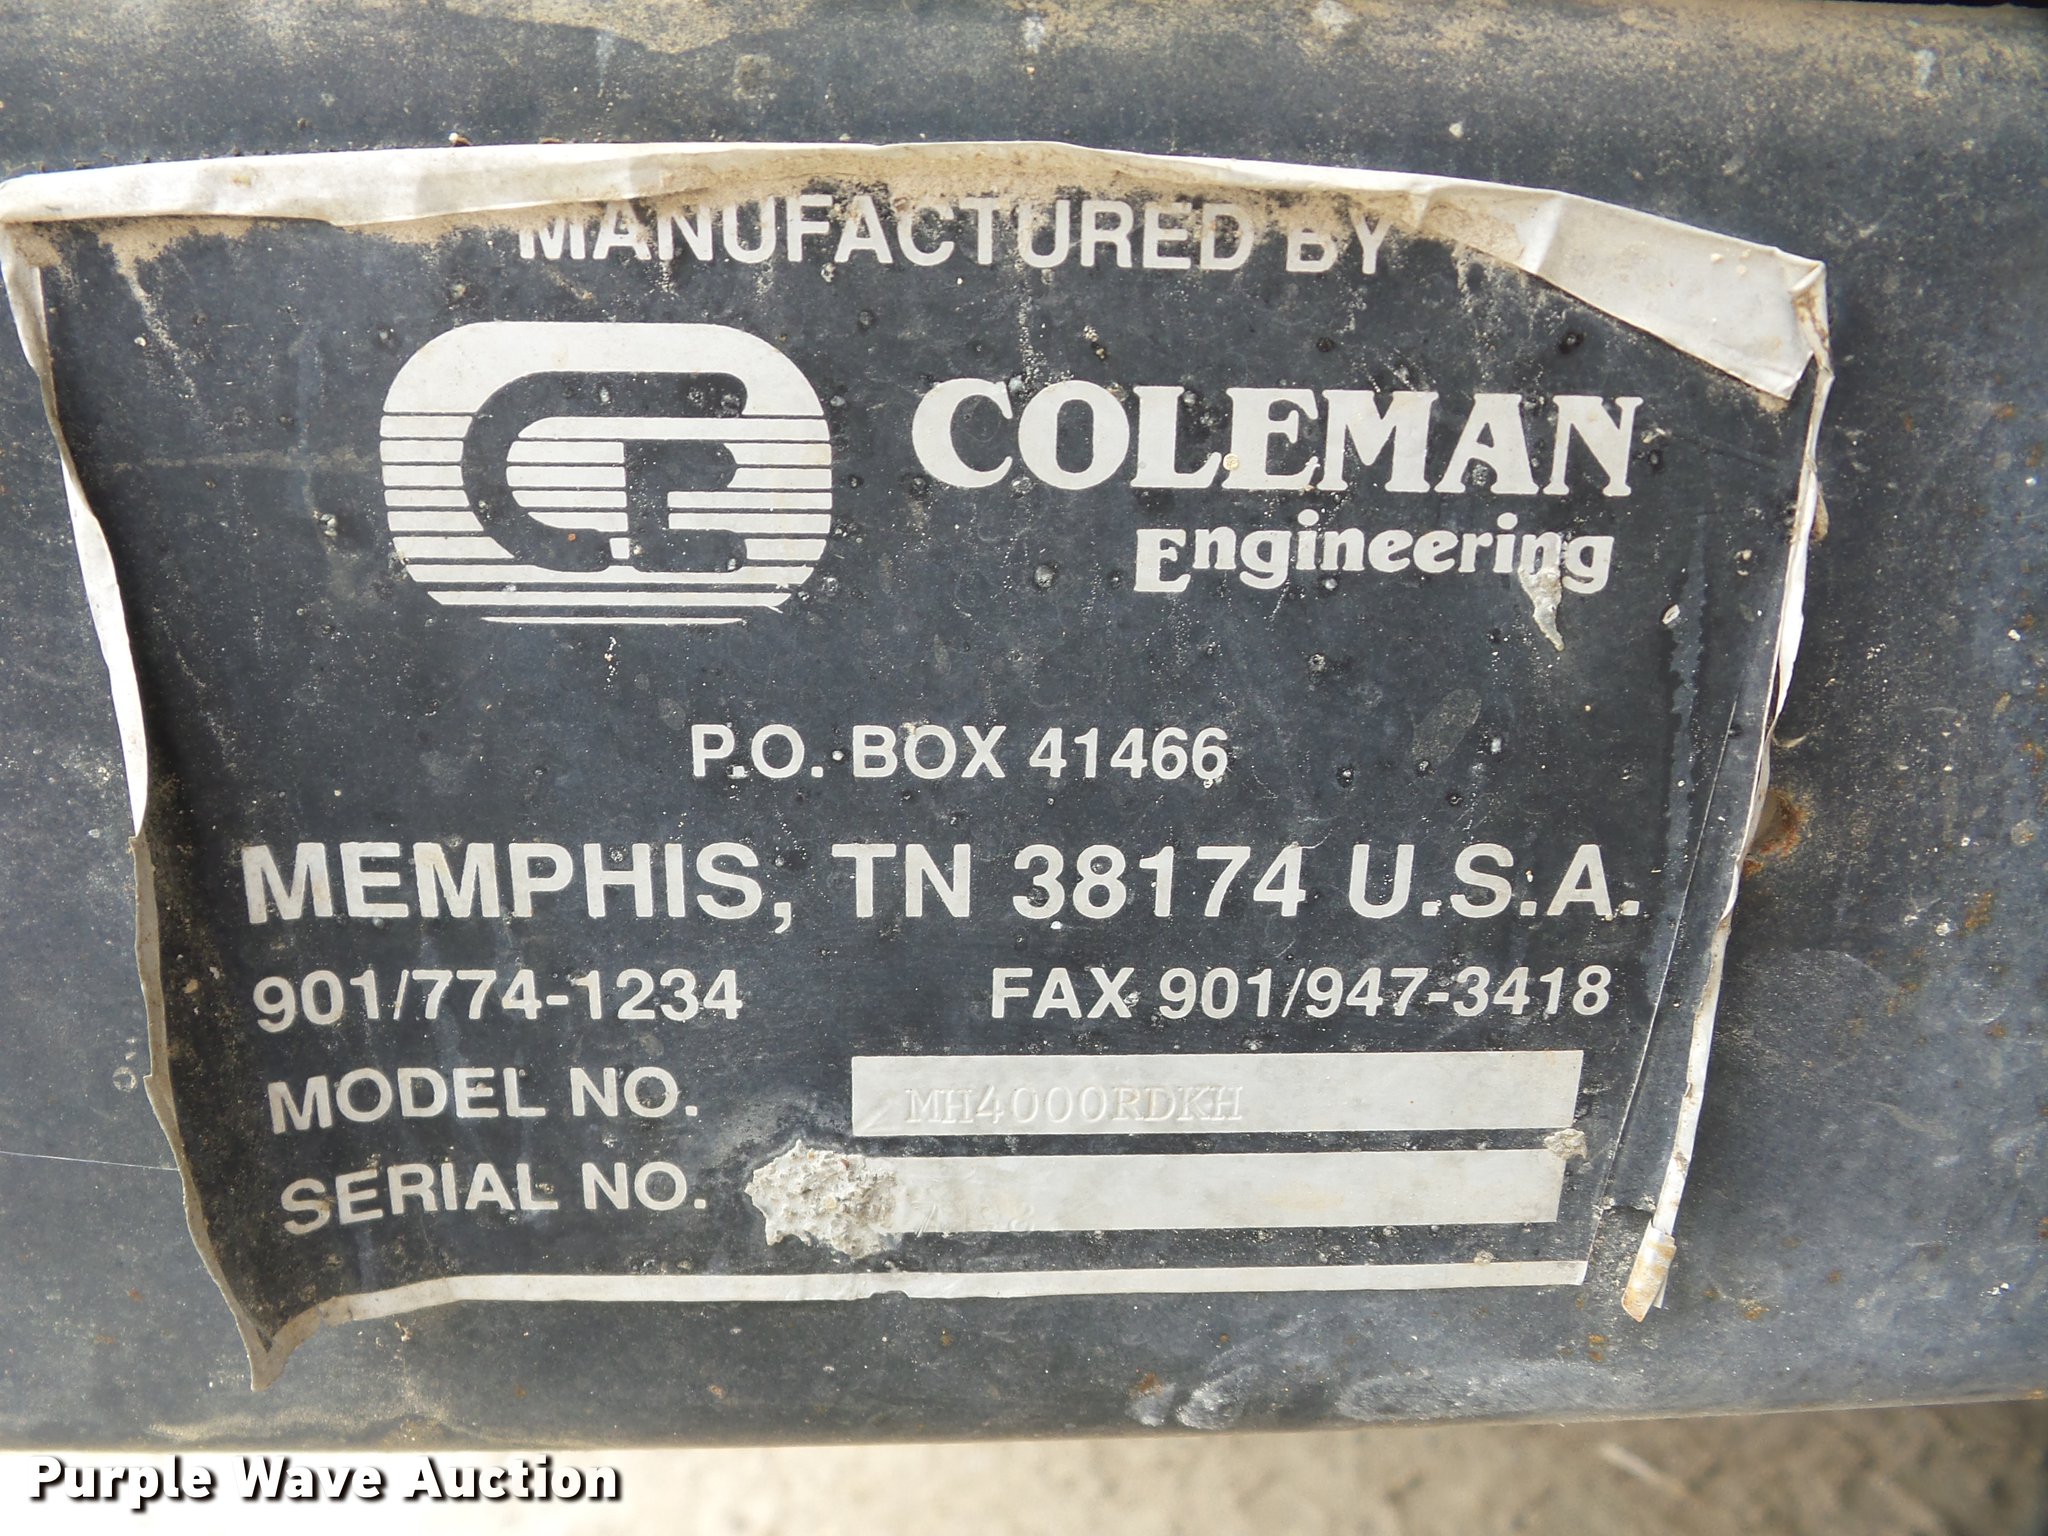 MANUFACTURED BY
COLEMAN
Engineering
P.O. BOX 41466
MEMPHIS, TN 38174 U.S.A.
901/774-1234 FAX 901/947-3418
MODEL NO. MH4000RDKH
SERIAL NO.
Purple Wave Auction